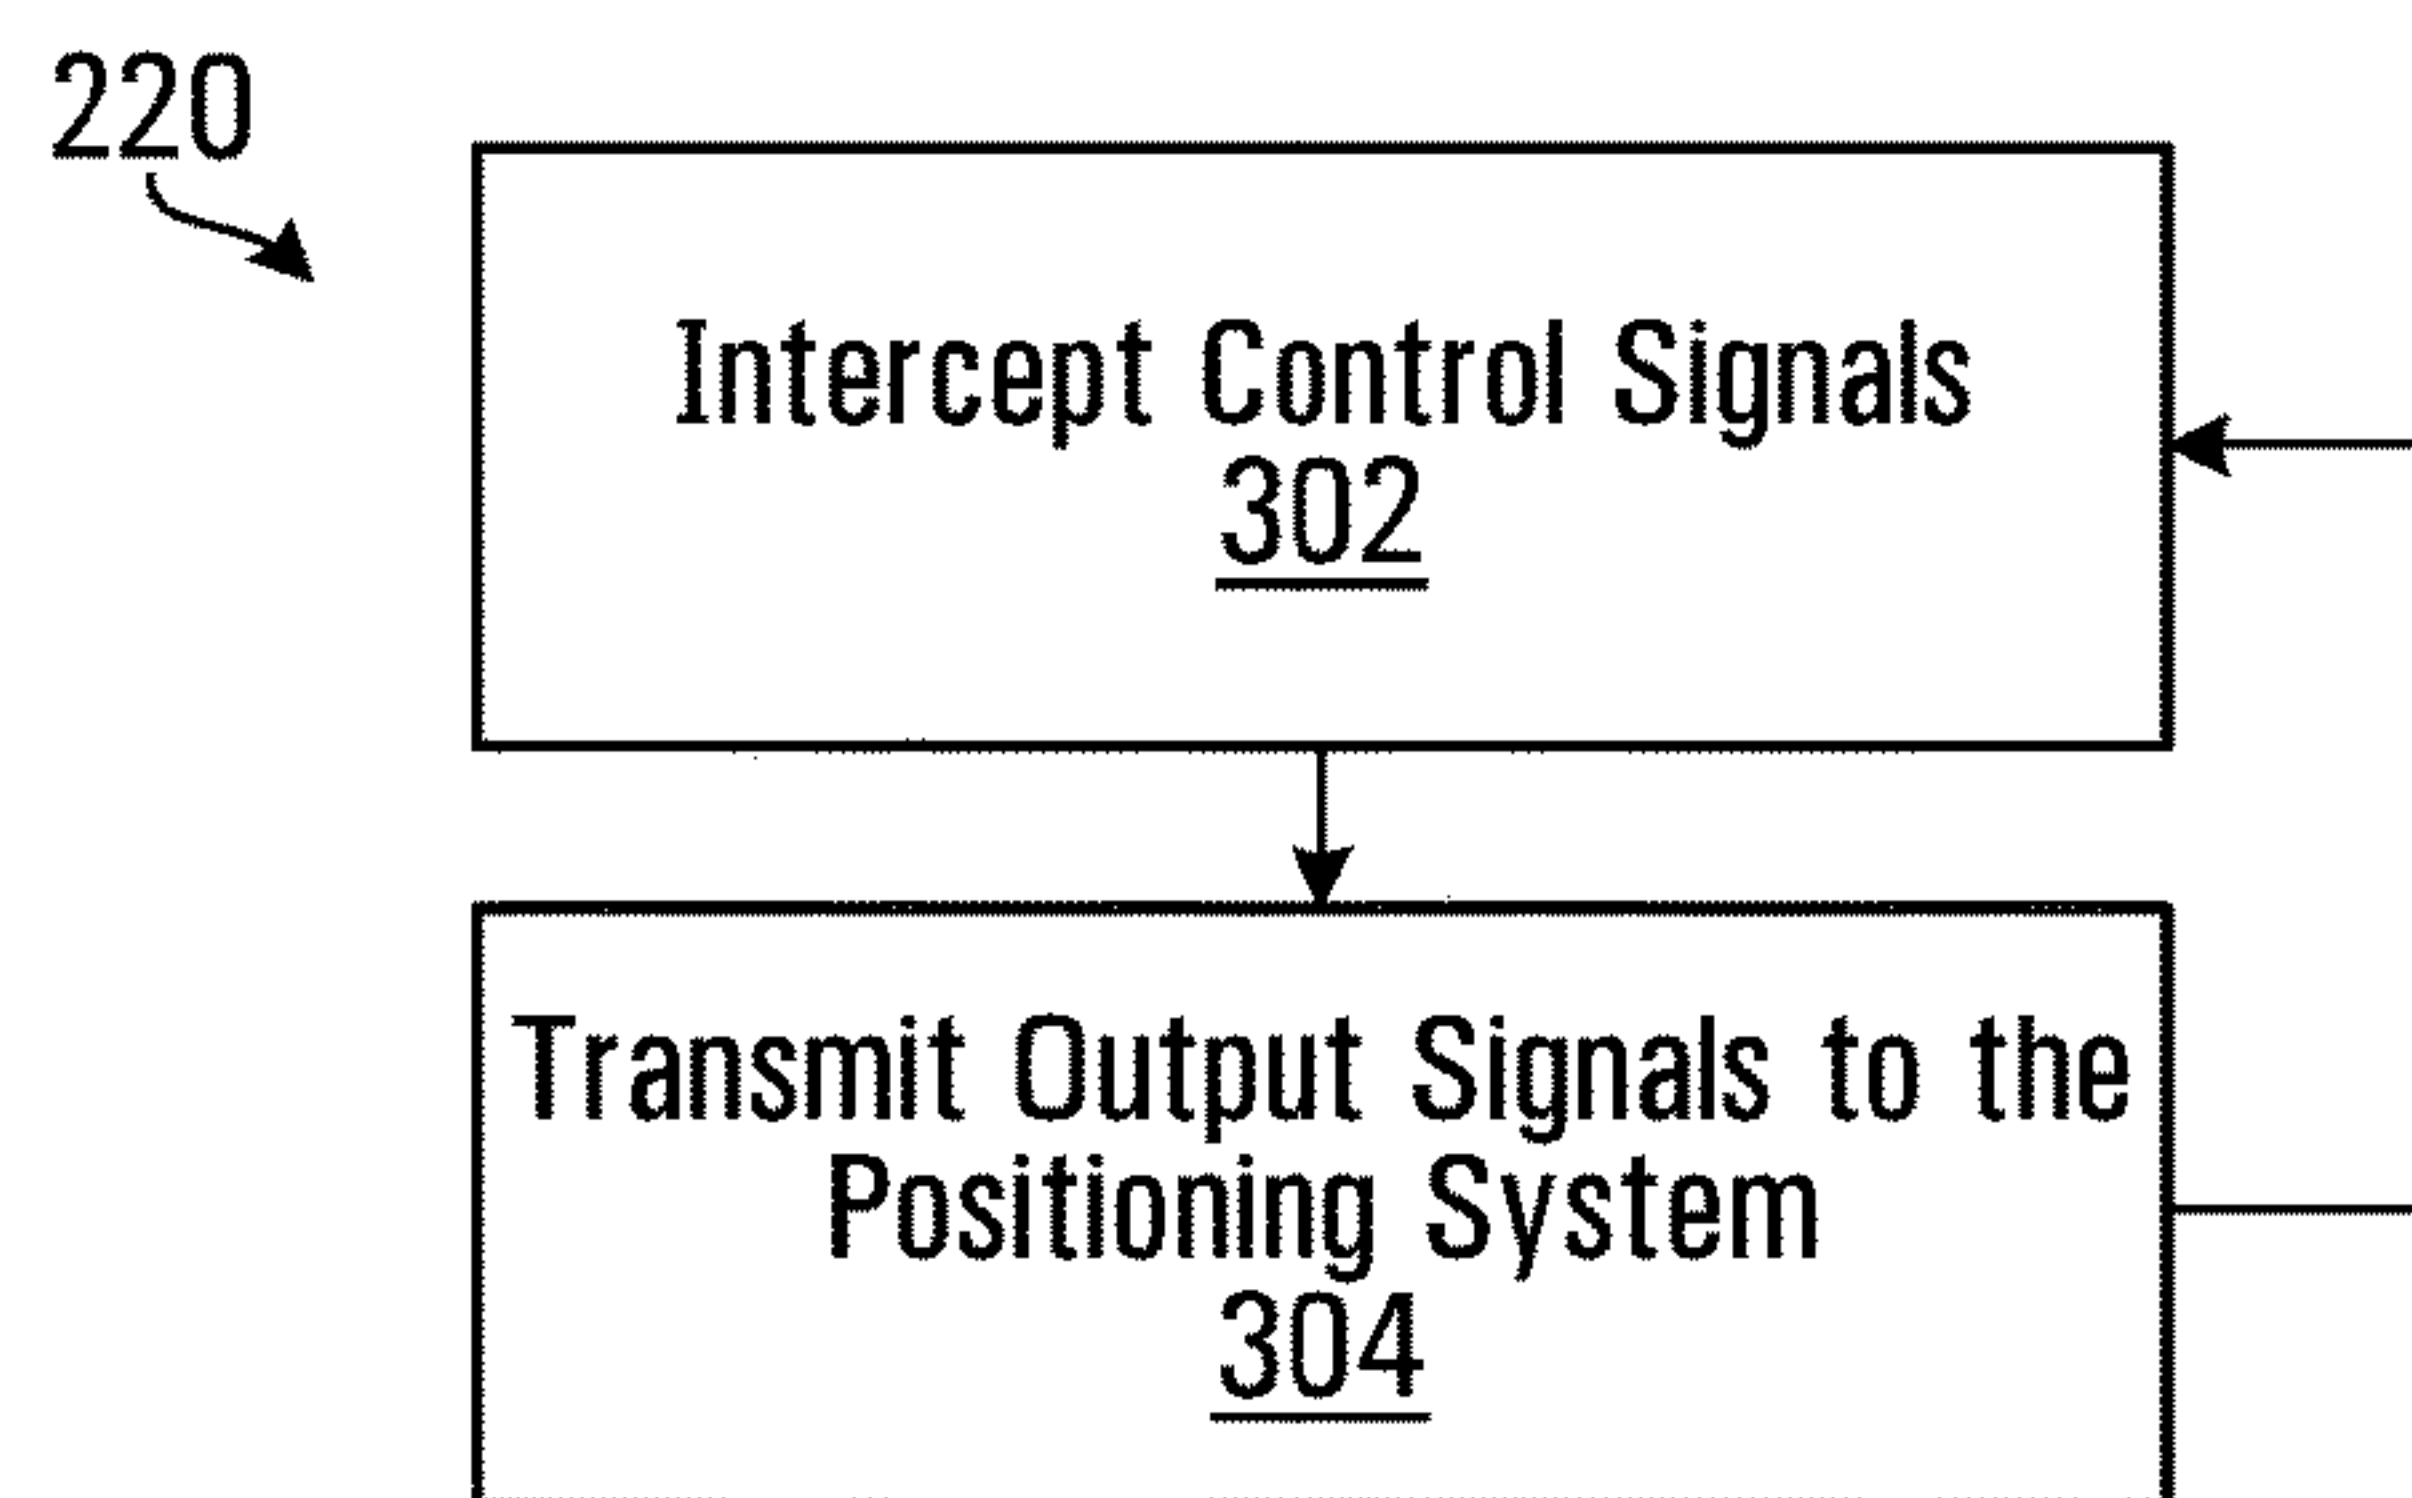 220
Intercept Control Signals
302
Transmit Output Signals to the
Positioning System
304